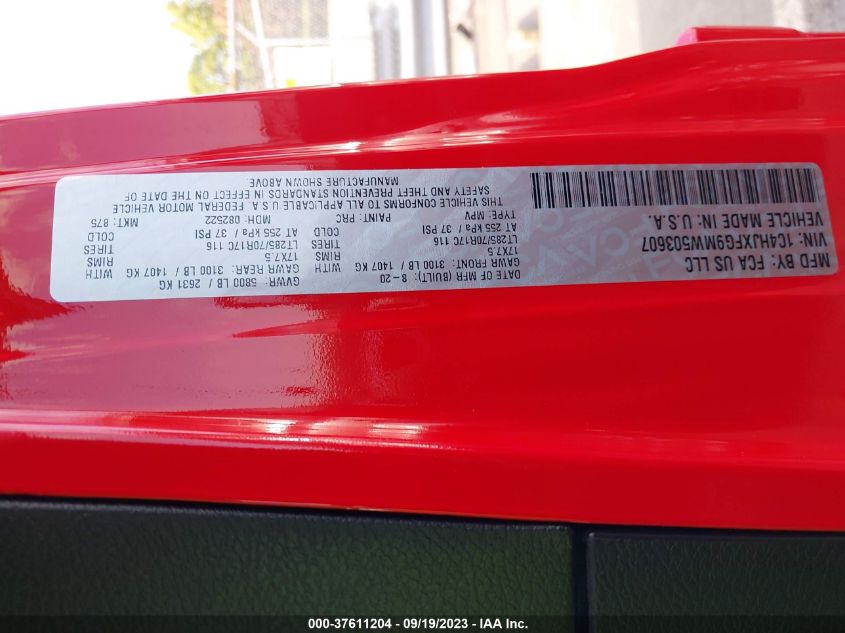 MFD BY: FCA US LLC
VIN: 1C4HJXFG9MW503607
VEHICLE MADE IN: U.S.A.
DATE OF MFR (BUILT): 8-20
GAWR FRONT: 3100 LB / 1407 KG WITH
17X7.5 RIMS
LT285/70R17C 116 TIRES
AT 255 kPa / 37 PSI COLD
TYPE: MPV PAINT: PRC
GVWR: 5800 LB / 2631 KG
GAWR REAR: 3100 LB / 1407 KG WITH
17X7.5 RIMS
LT285/70R17C 116 TIRES
AT 255 kPa / 37 PSI COLD
MDH: 082522 MKT: 875
THIS VEHICLE CONFORMS TO ALL APPLICABLE U.S.A. FEDERAL MOTOR VEHICLE
SAFETY AND THEFT PREVENTION STANDARDS IN EFFECT ON THE DATE OF
MANUFACTURE SHOWN ABOVE
000-37611204 - 09/19/2023 - IAA Inc.